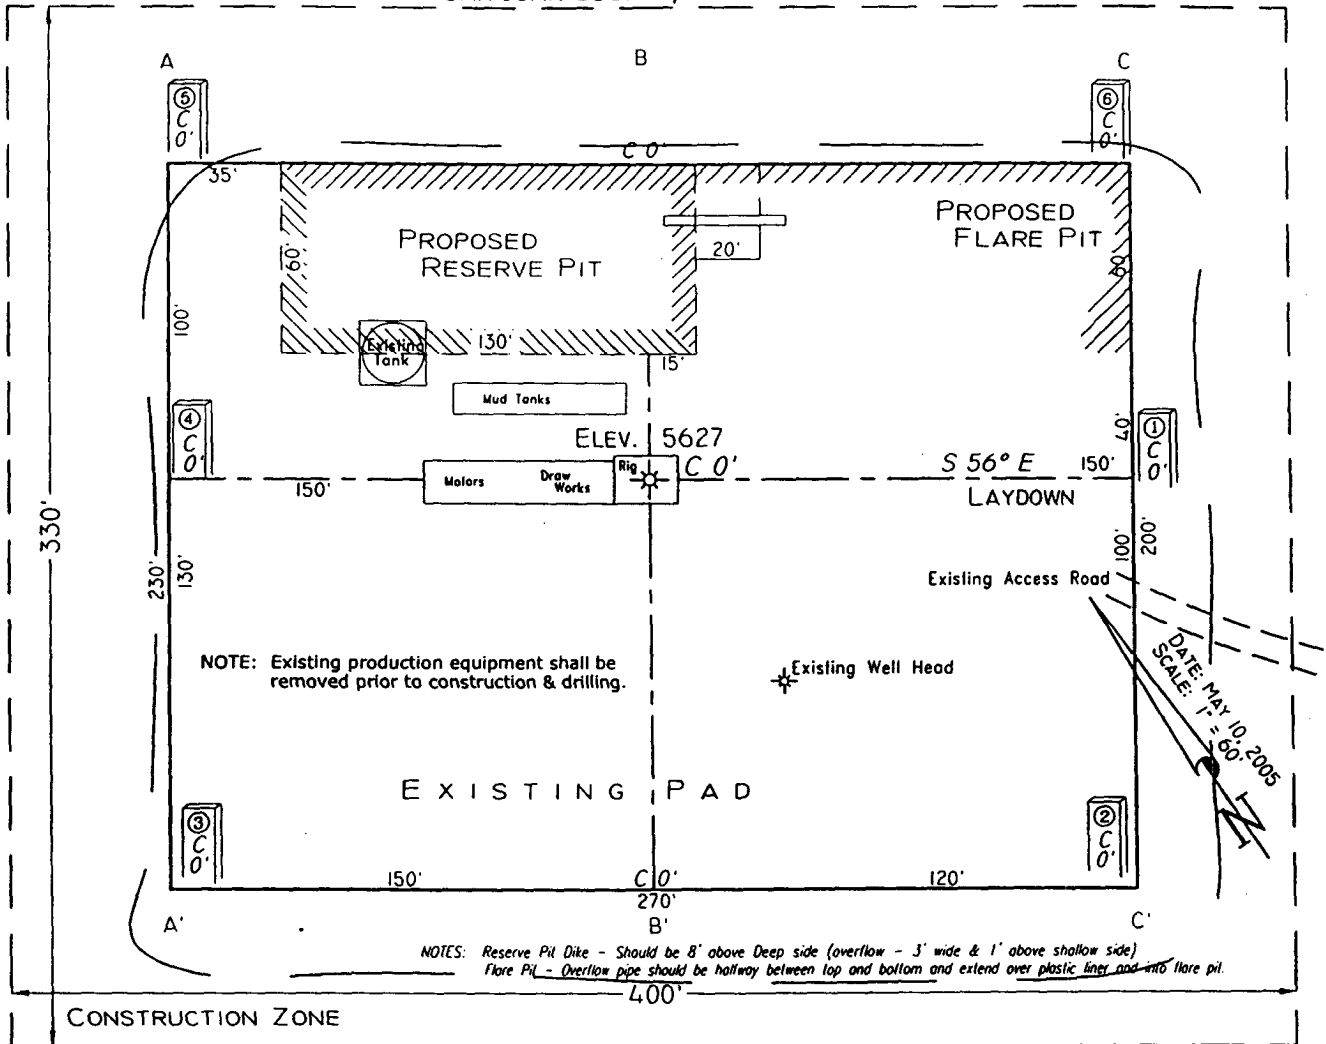 A
B
C
⑤
C
0'
⑥
C
0'
C 0'
35'
PROPOSED
RESERVE PIT
PROPOSED
FLARE PIT
60'
20'
60'
100'
Existing
Tank
130'
15'
Mud Tanks
④
C
0'
ELEV. 5627
C 0'
40'
①
C
0'
Motors
Draw
Works
Rig
S 56° E
150'
150'
LAYDOWN
330'
230'
130'
100'
200'
Existing Access Road
NOTE: Existing production equipment shall be
removed prior to construction & drilling.
Existing Well Head
DATE: MAY 10, 2005
SCALE: 1" = 60'
N
EXISTING PAD
③
C
0'
②
C
0'
150'
C 0'
120'
270'
A'
B'
C'
NOTES: Reserve Pit Dike - Should be 8' above Deep side (overflow - 3' wide & 1' above shallow side)
Flare Pit - Overflow pipe should be halfway between top and bottom and extend over plastic liner and into flare pit.
400'
CONSTRUCTION ZONE